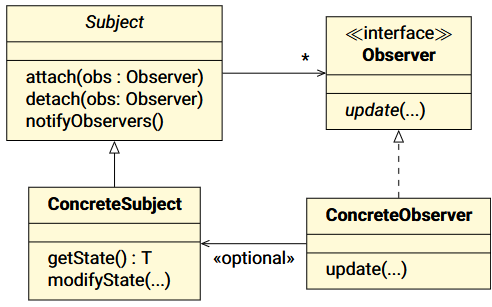 Subject
attach(obs : Observer)
detach(obs: Observer)
notifyObservers()
*
≪interface≫
Observer
update(...)
ConcreteSubject
getState() : T
modifyState(...)
«optional»
ConcreteObserver
update(...)